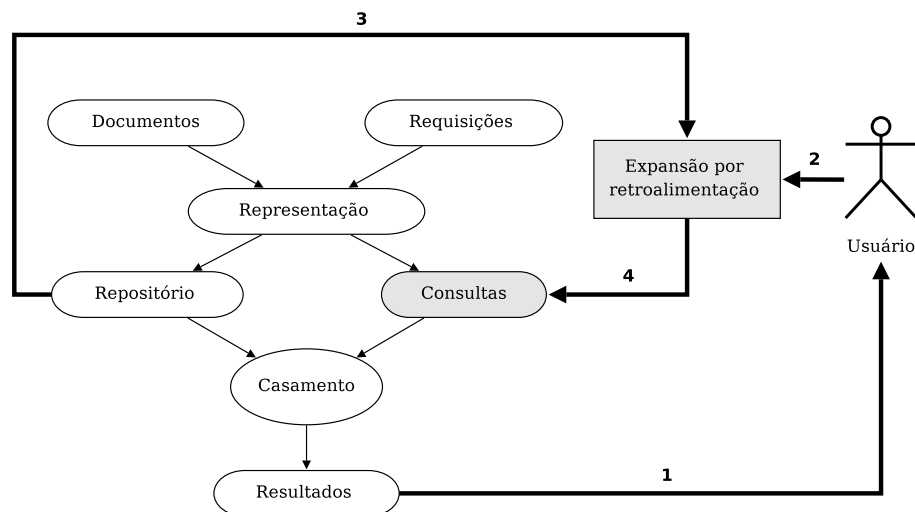 3
Documentos
Requisições
Expansão por
retroalimentação
2
Representação
Usuário
Repositório
Consultas
4
Casamento
Resultados
1